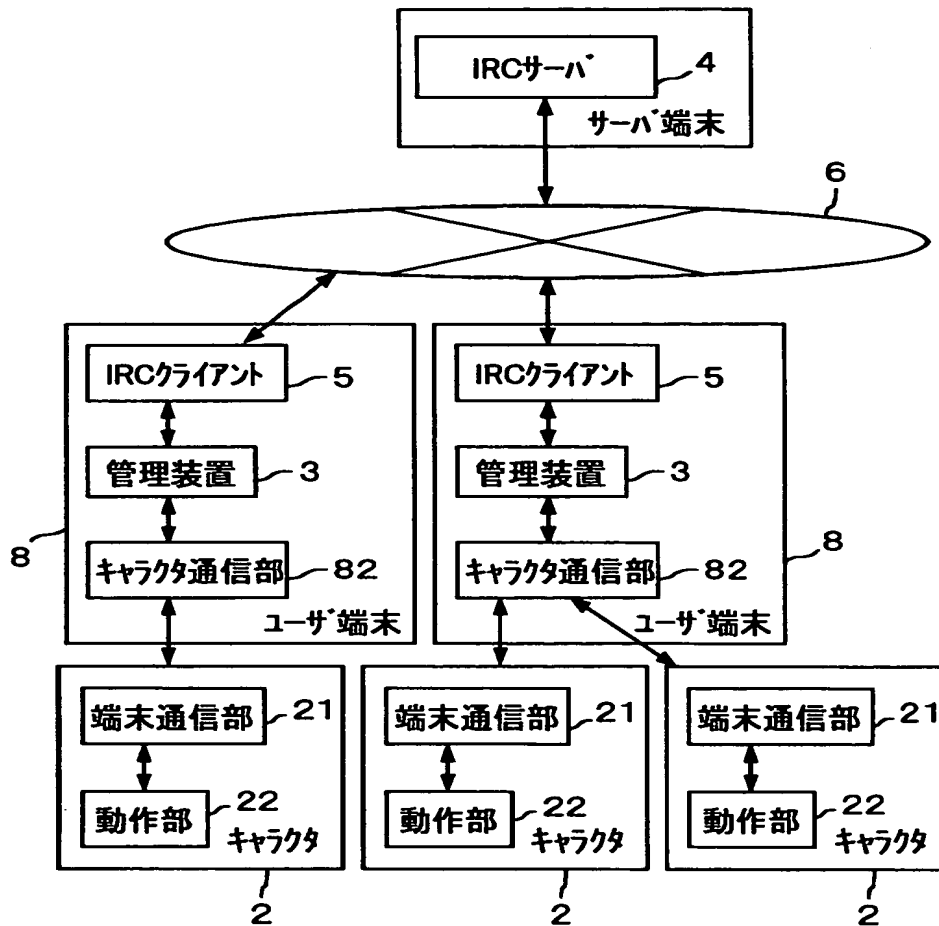 IRCサーバ
4
サーバ端末
6
IRCクライアント
5
IRCクライアント
5
管理装置
3
管理装置
3
8
キャラクタ通信部
82
キャラクタ通信部
82
8
ユーザ端末
ユーザ端末
端末通信部
21
端末通信部
21
端末通信部
21
動作部
22
キャラクタ
動作部
22
キャラクタ
動作部
22
キャラクタ
2
2
2